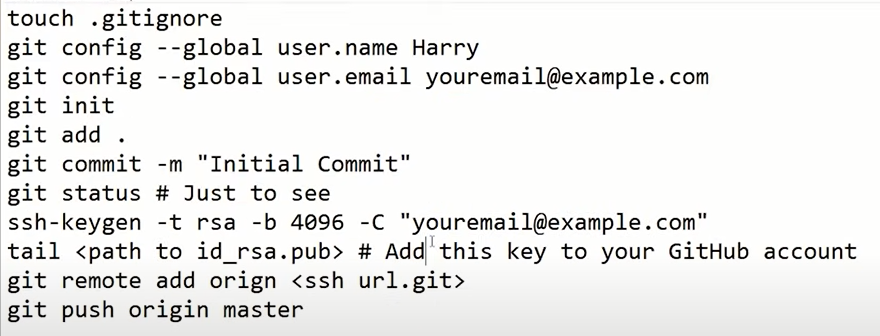 touch .gitignore
git config --global user.name Harry
git config --global user.email youremail@example.com
git init
git add .
git commit -m "Initial Commit"
git status # Just to see
ssh-keygen -t rsa -b 4096 -C "youremail@example.com"
tail <path to id_rsa.pub> # Add this key to your GitHub account
git remote add orign <ssh url.git>
git push origin master